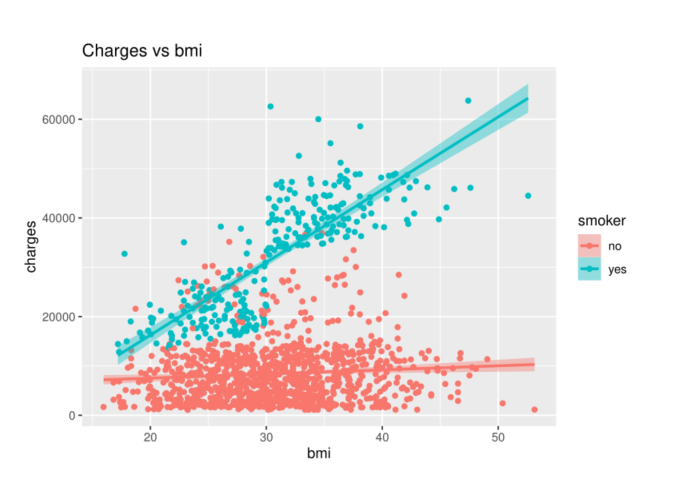 Charges vs bmi
60000
40000
20000
0
charges
20 30 40 50
bmi
smoker
no
yes